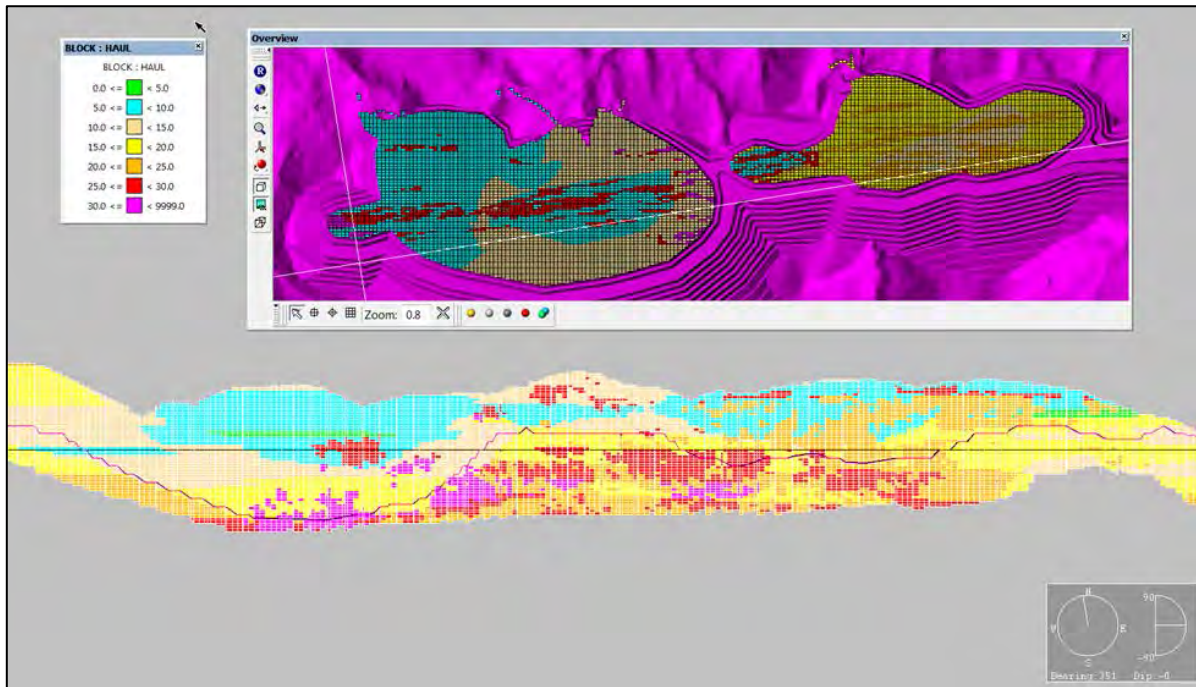 BLOCK : HAUL
BLOCK : HAUL
0.0 <= < 5.0
5.0 <= < 10.0
10.0 <= < 15.0
15.0 <= < 20.0
20.0 <= < 25.0
25.0 <= < 30.0
30.0 <= < 9999.0
Overview
R
Zoom: 0.8
N
W E
S
90
-90
Bearing 351 Dip -0